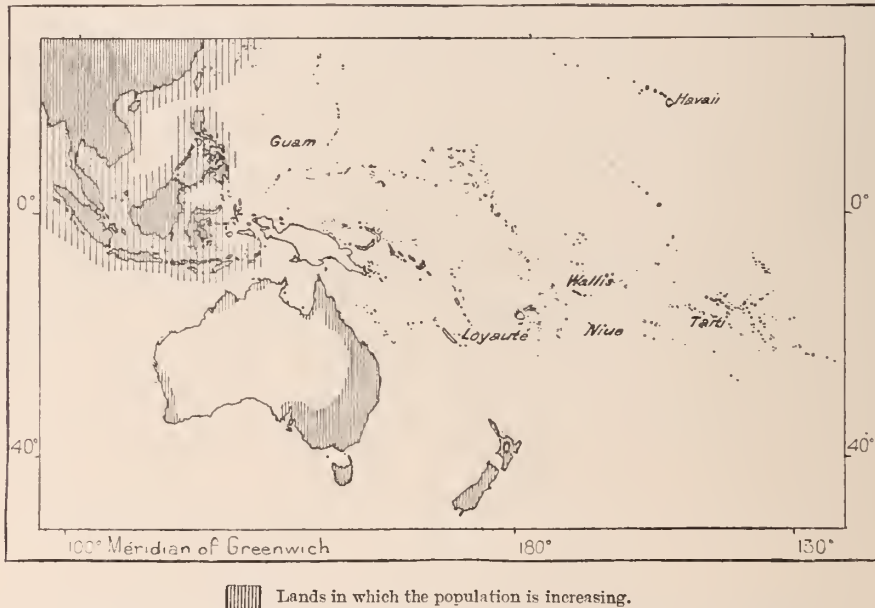 Havaii
Guam
0° 0°
Wallis
Loyauté Niue Taïti
40° 40°
100° Méridian of Greenwich 180° 130°
Lands in which the population is increasing.